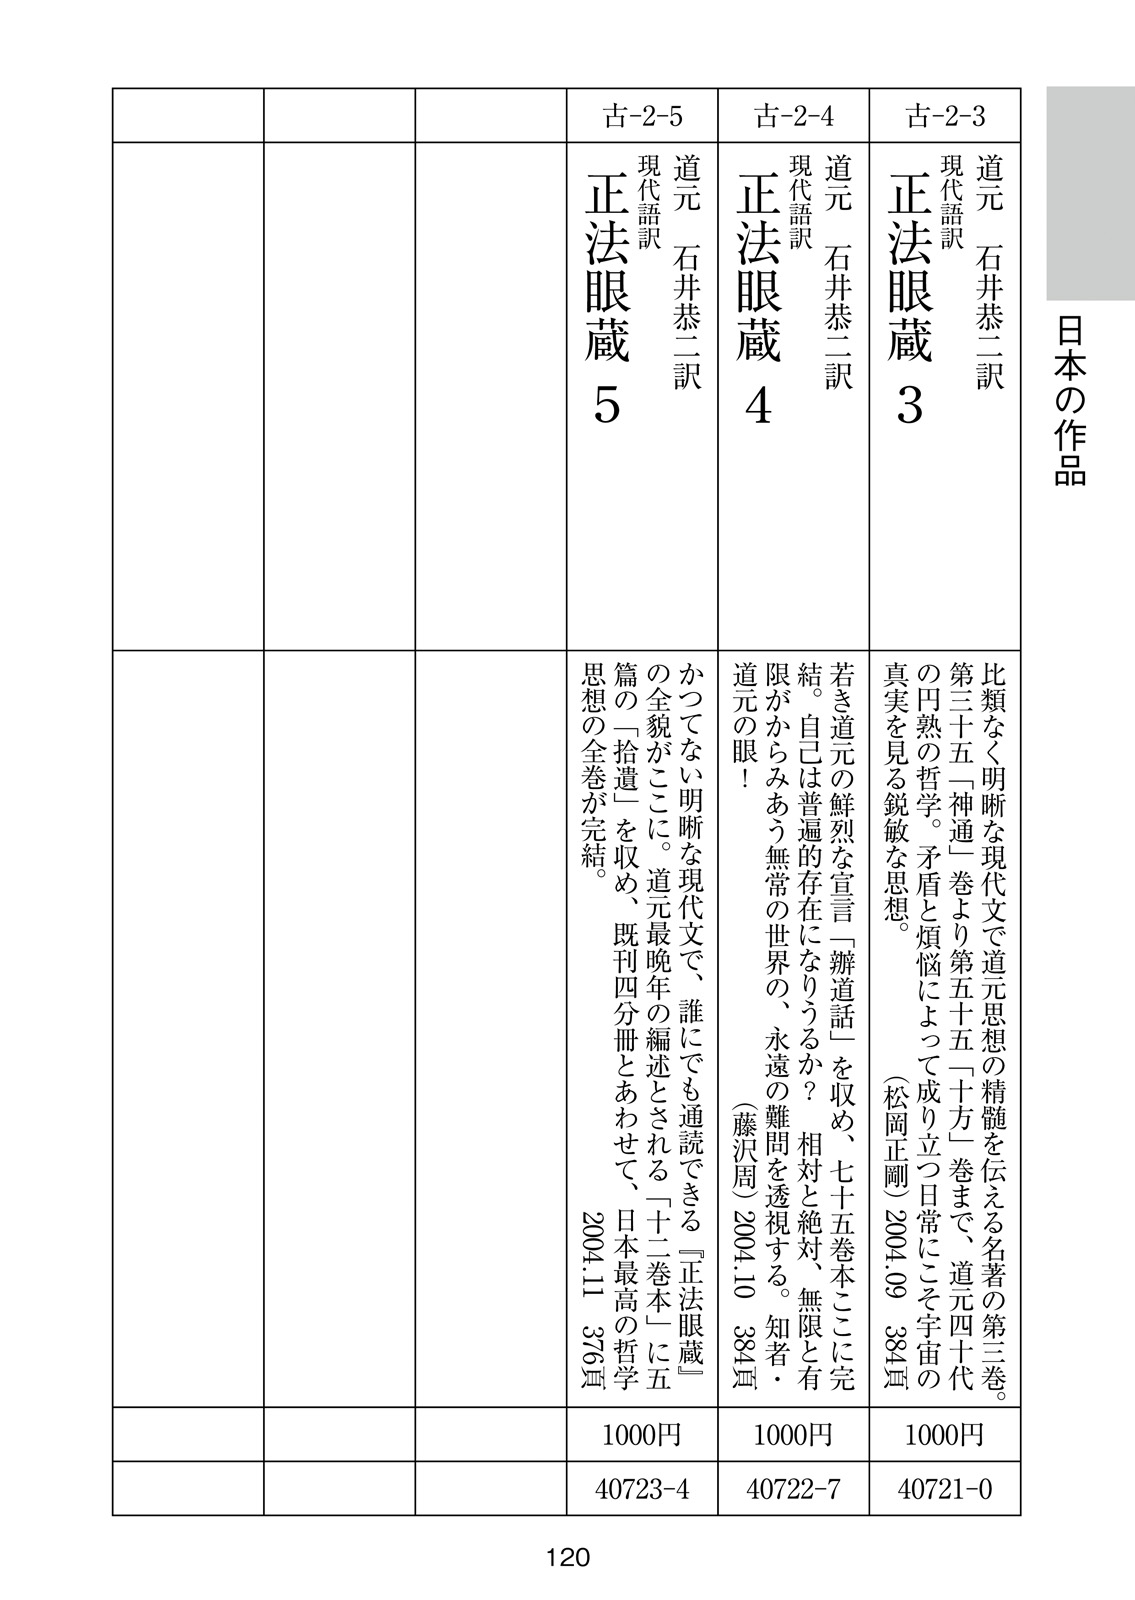 日本の作品
古-2-3
道元　石井恭二訳
現代語訳
正法眼蔵 3
比類なく明晰な現代文で道元思想の精髄を伝える名著の第三巻。
第三十五「神通」巻より第五十五「十方」巻まで、道元四十代
の円熟の哲学。矛盾と煩悩によって成り立つ日常にこそ宇宙の
真実を見る鋭敏な思想。　（松岡正剛）2004.09　384頁
1000円
40721-0
古-2-4
道元　石井恭二訳
現代語訳
正法眼蔵 4
若き道元の鮮烈な宣言「辦道話」を収め、七十五巻本ここに完
結。自己は普遍的存在になりうるか？　相対と絶対、無限と有
限がからみあう無常の世界の、永遠の難問を透視する。知者・
道元の眼！　（藤沢周）2004.10　384頁
1000円
40722-7
古-2-5
道元　石井恭二訳
現代語訳
正法眼蔵 5
かつてない明晰な現代文で、誰にでも通読できる『正法眼蔵』
の全貌がここに。道元最晩年の編述とされる「十二巻本」に五
篇の「拾遺」を収め、既刊四分冊とあわせて、日本最高の哲学
思想の全巻が完結。　2004.11　376頁
1000円
40723-4
120